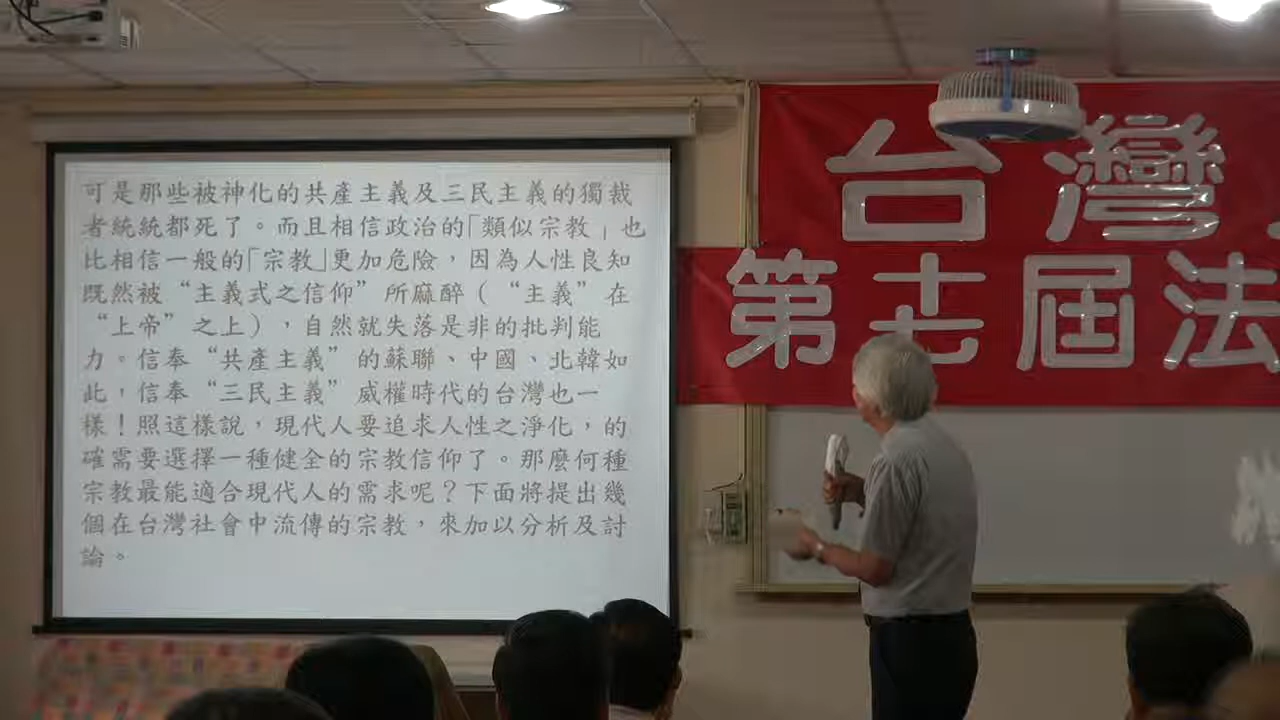 可是那些被神化的共產主義及三民主義的獨裁
者統統都死了。而且相信政治的「類似宗教」也
比相信一般的「宗教」更加危險，因為人性良知
既然被“主義式之信仰”所麻醉（“主義”在
“上帝”之上），自然就失落是非的批判能
力。信奉“共產主義”的蘇聯、中國、北韓如
此，信奉“三民主義”威權時代的台灣也一
樣！照這樣說，現代人要追求人性之淨化，的
確需要選擇一種健全的宗教信仰了。那麼何種
宗教最能適合現代人的需求呢？下面將提出幾
個在台灣社會中流傳的宗教，來加以分析及討
論。
台灣
第七屆法